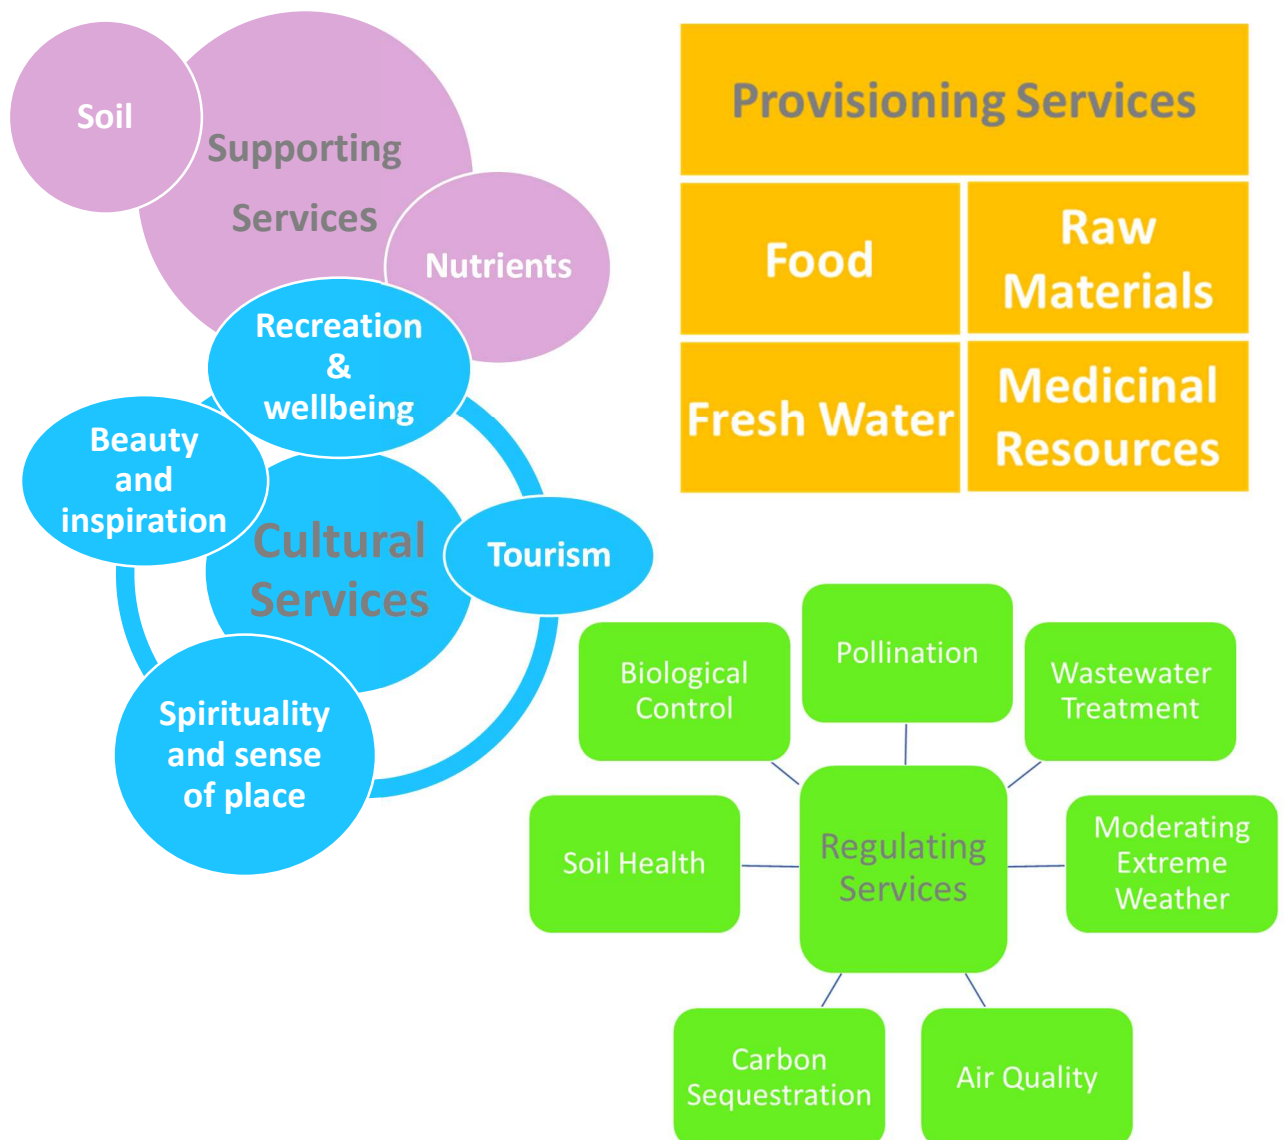 Soil
Supporting
Services
Nutrients
Recreation
&
wellbeing
Beauty
and
inspiration
Cultural
Services
Tourism
Spirituality
and sense
of place
Provisioning Services
Food
Raw
Materials
Fresh Water
Medicinal
Resources
Pollination
Biological
Control
Wastewater
Treatment
Soil Health
Regulating
Services
Moderating
Extreme
Weather
Carbon
Sequestration
Air Quality